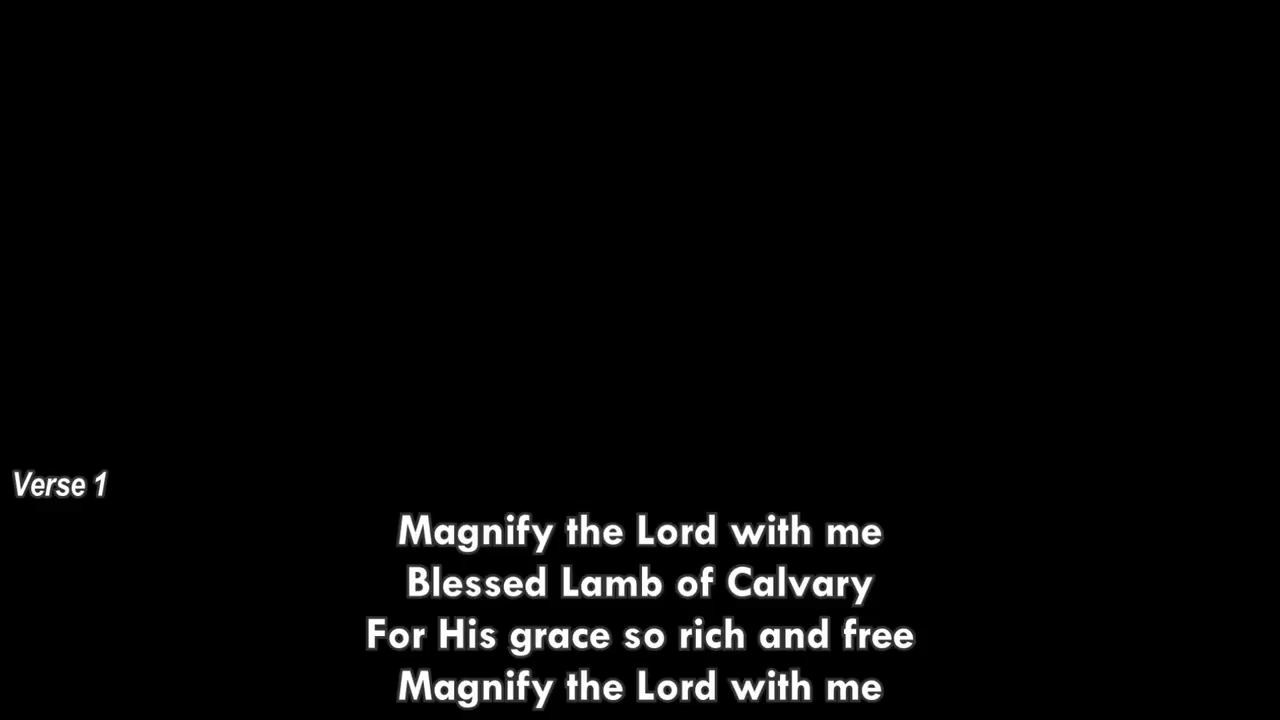 Verse 1
Magnify the Lord with me
Blessed Lamb of Calvary
For His grace so rich and free
Magnify the Lord with me